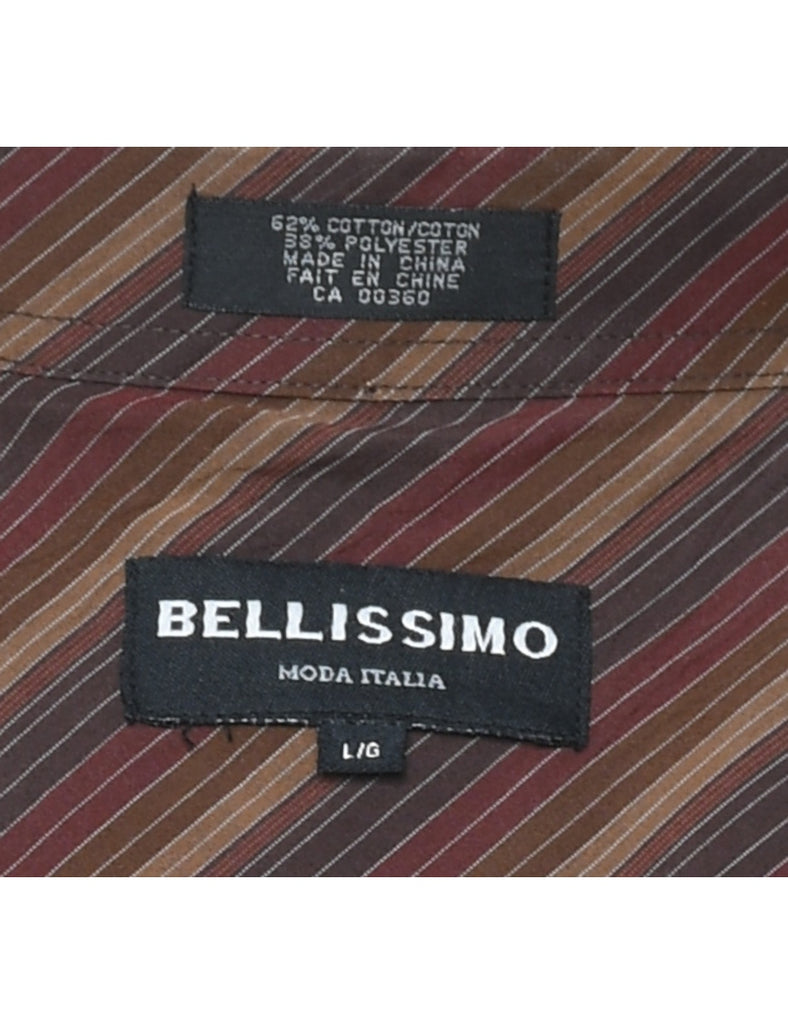 62% COTTON/COTON
38% POLYESTER
MADE IN CHINA
FAIT EN CHINE
CA 00360
BELLISSIMO
MODA ITALIA
L/G